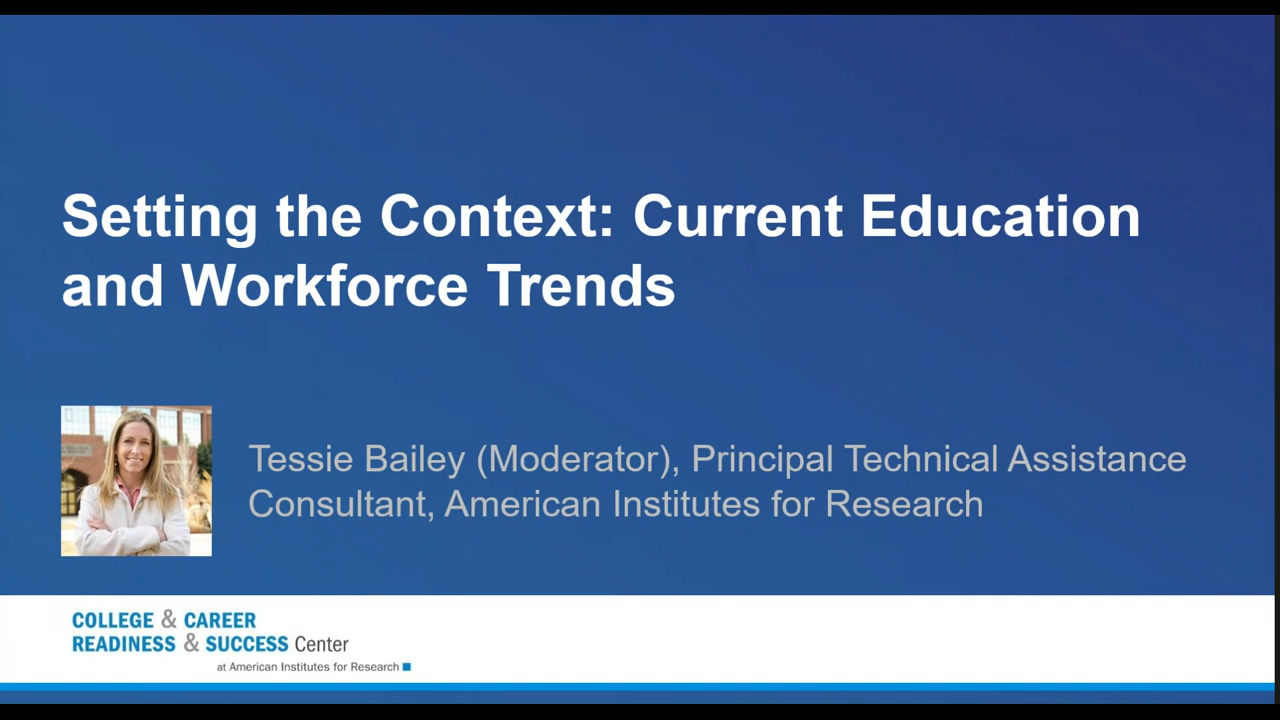 Setting the Context: Current Education
and Workforce Trends
Tessie Bailey (Moderator), Principal Technical Assistance
Consultant, American Institutes for Research
COLLEGE & CAREER
READINESS & SUCCESS Center
at American Institutes for Research